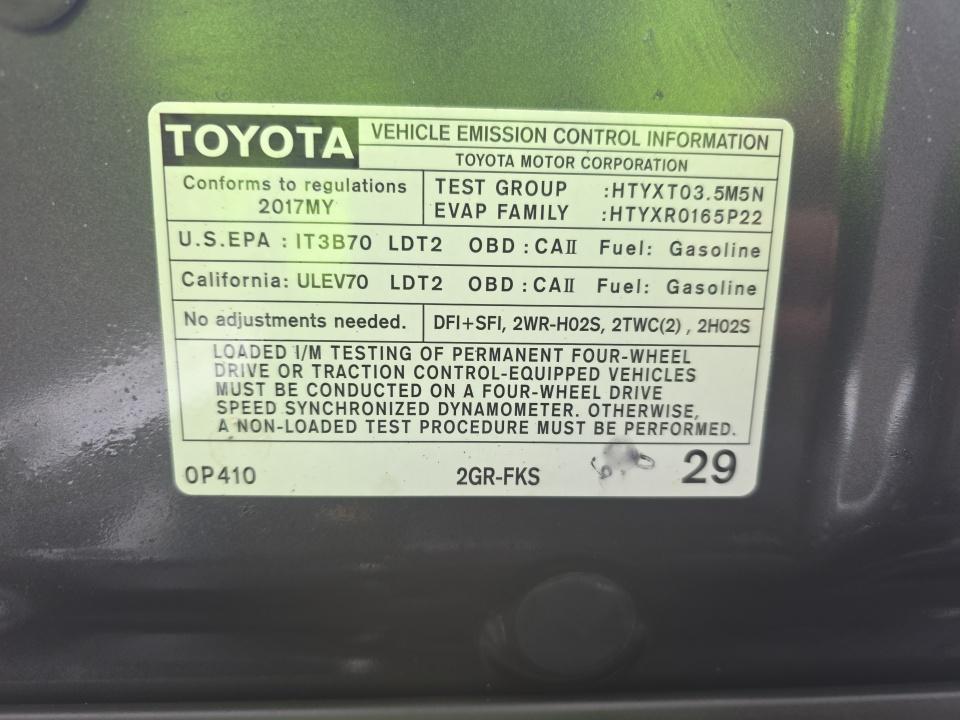 TOYOTA
VEHICLE EMISSION CONTROL INFORMATION
TOYOTA MOTOR CORPORATION
Conforms to regulations
2017MY
TEST GROUP :HTYXT03.5M5N
EVAP FAMILY :HTYXR0165P22
U.S.EPA : IT3B70 LDT2 OBD : CAⅡ Fuel: Gasoline
California: ULEV70 LDT2 OBD : CAⅡ Fuel: Gasoline
No adjustments needed.
DFI+SFI, 2WR-HO2S, 2TWC(2), 2HO2S
LOADED I/M TESTING OF PERMANENT FOUR-WHEEL
DRIVE OR TRACTION CONTROL-EQUIPPED VEHICLES
MUST BE CONDUCTED ON A FOUR-WHEEL DRIVE
SPEED SYNCHRONIZED DYNAMOMETER. OTHERWISE,
A NON-LOADED TEST PROCEDURE MUST BE PERFORMED.
0P410
2GR-FKS
29